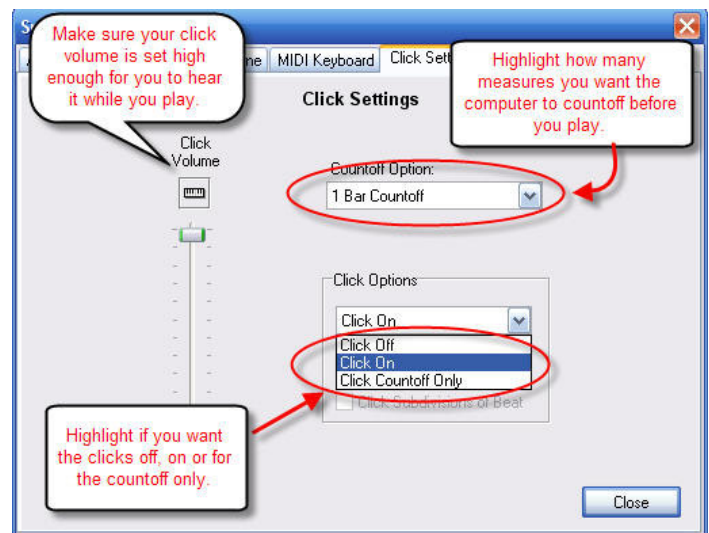 Make sure your click
volume is set high
enough for you to hear
it while you play.
MIDI Keyboard
Click Sett
Highlight how many
measures you want the
computer to countoff before
you play.
Click Settings
Click
Volume
Countoff Option:
1 Bar Countoff
Click Options
Click On
Click Off
Click On
Click Countoff Only
Click Subdivisions of Beat
Highlight if you want
the clicks off, on or for
the countoff only.
Close